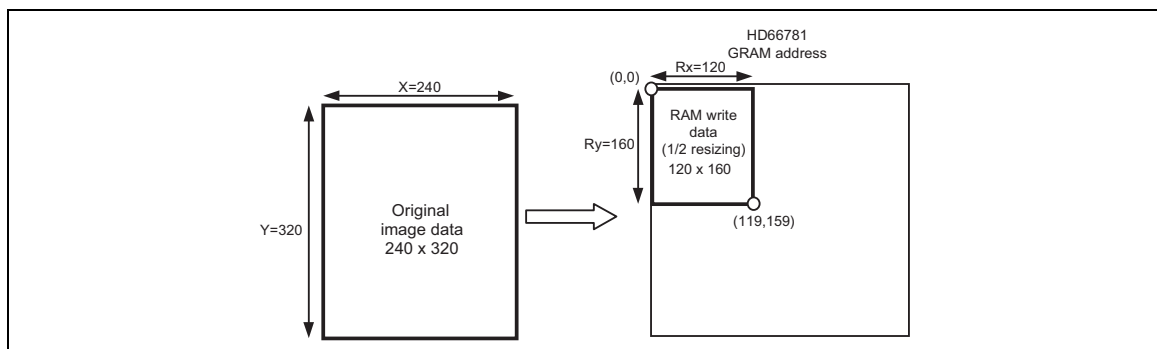 X=240
Y=320
Original
image data
240 x 320
HD66781
GRAM address
(0,0)
Rx=120
Ry=160
RAM write
data
(1/2 resizing)
120 x 160
(119,159)